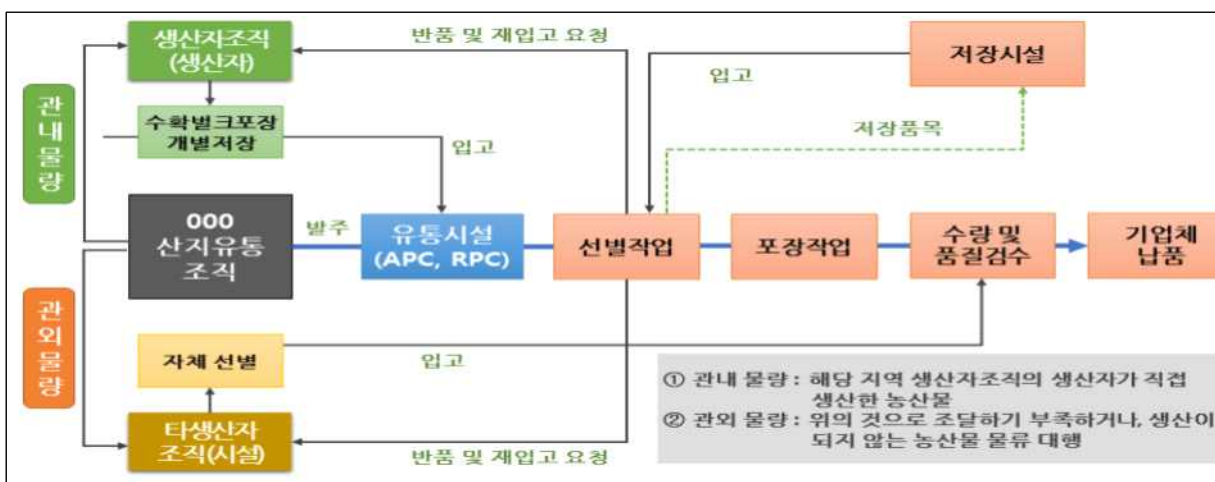 반품 및 재입고 요청
생산자조직
(생산자)
저장시설
입고
관내물량
수확벌크포장
개별저장
저장품목
입고
000
산지유통
조직
발주
유통시설
(APC, RPC)
선별작업
포장작업
수량 및
품질검수
기업체
납품
관외물량
자체 선별
입고
① 관내 물량 : 해당 지역 생산자조직의 생산자가 직접
생산한 농산물
② 관외 물량 : 위의 것으로 조달하기 부족하거나, 생산이
되지 않는 농산물 물류 대행
타생산자
조직(시설)
반품 및 재입고 요청